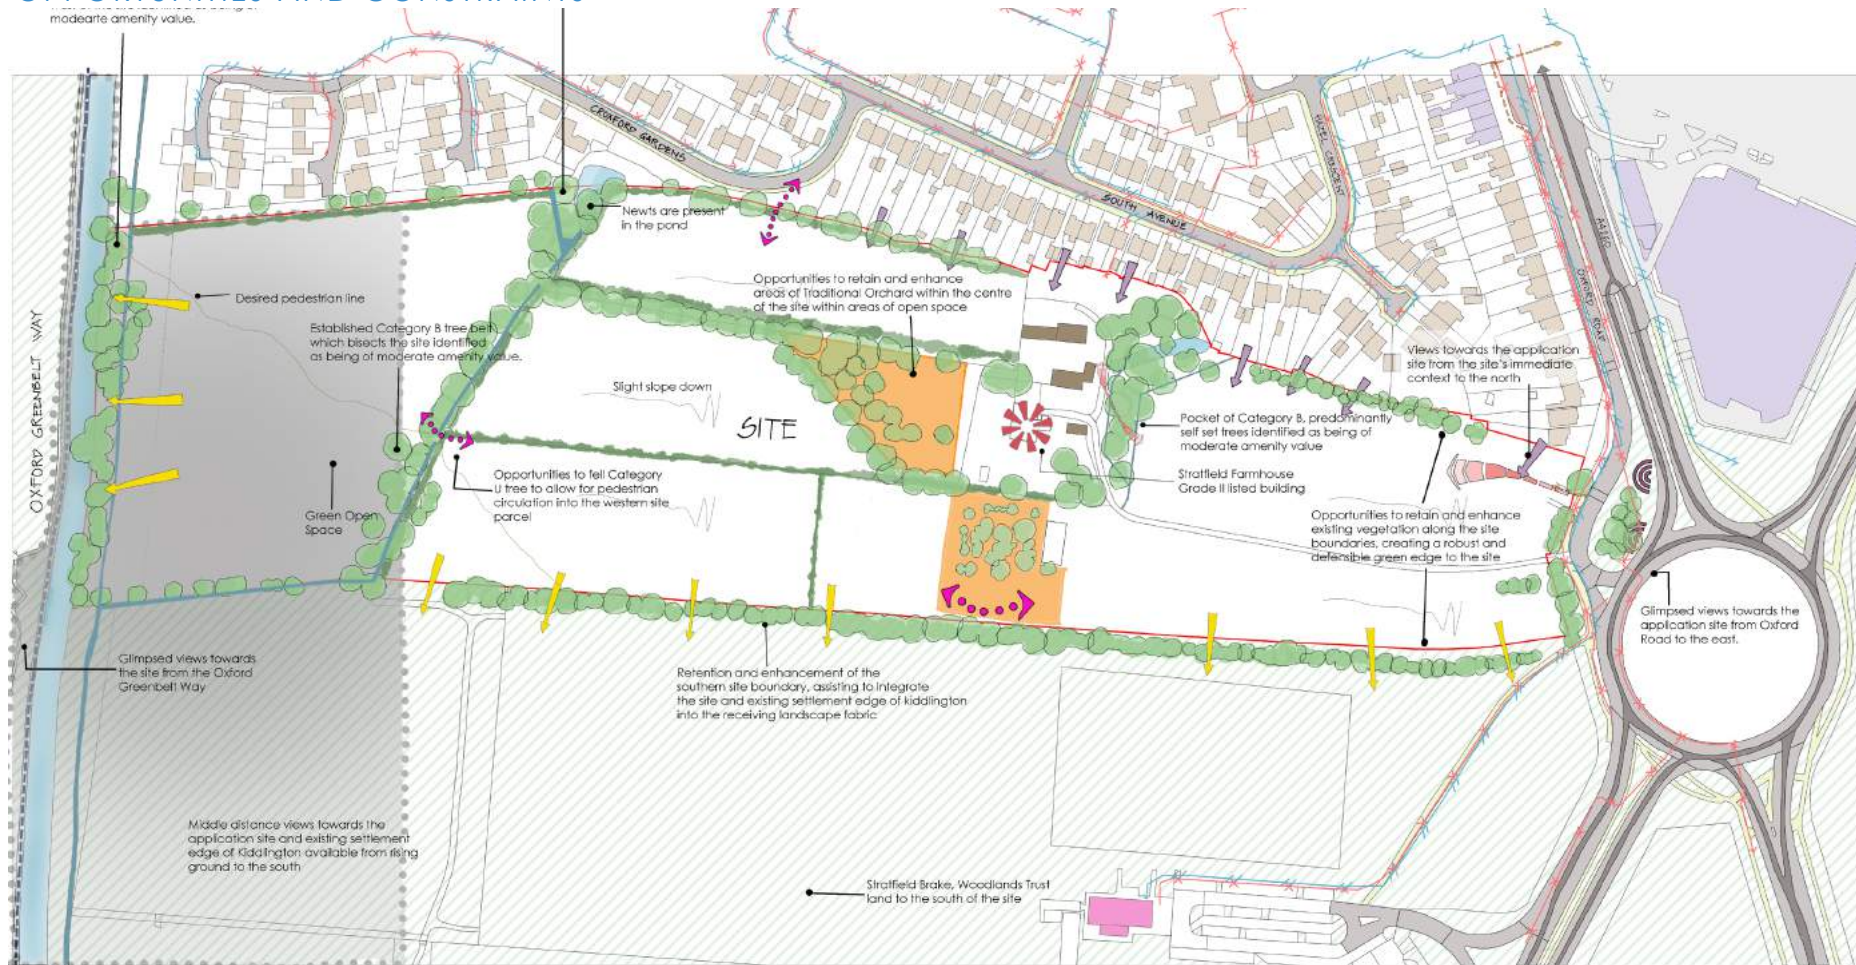 OPPORTUNITIES AND CONSTRAINTS
modearte amenity value.
CROXFORD GARDENS
HAZEL CRESCENT
SOUTH AVENUE
OXFORD ROAD
OXFORD GREENBELT WAY
Newts are present
in the pond
Desired pedestrian line
Established Category B tree belt
which bisects the site identified
as being of moderate amenity value.
Opportunities to retain and enhance
areas of Traditional Orchard within the centre
of the site within areas of open space
Slight slope down
SITE
Views towards the application
site from the site's immediate
context to the north
Pocket of Category B, predominantly
self set trees identified as being of
moderate amenity value
Stratfield Farmhouse
Grade II listed building
Opportunities to fell Category
U tree to allow for pedestrian
circulation into the western site
parcel
Green Open
Space
Opportunities to retain and enhance
existing vegetation along the site
boundaries, creating a robust and
defensible green edge to the site
Glimpsed views towards the
application site from Oxford
Road to the east.
Glimpsed views towards
the site from the Oxford
Greenbelt Way
Retention and enhancement of the
southern site boundary, assisting to integrate
the site and existing settlement edge of kiddington
into the receiving landscape fabric
Middle distance views towards the
application site and existing settlement
edge of Kiddlington available from rising
ground to the south
Stratfield Brake, Woodlands Trust
land to the south of the site